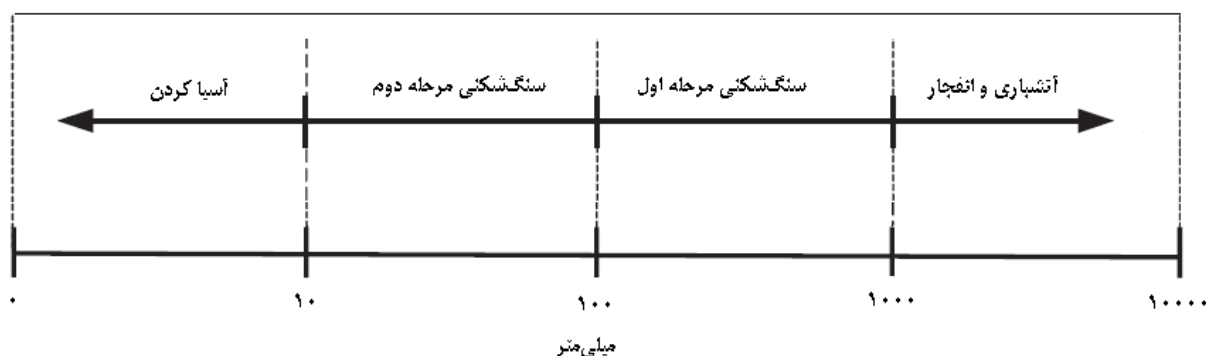 آتشباری و انفجار
سنگ‌شکنی مرحله اول
سنگ‌شکنی مرحله دوم
آسیا کردن
۰
۱۰
۱۰۰
۱۰۰۰
۱۰۰۰۰
میلی‌متر